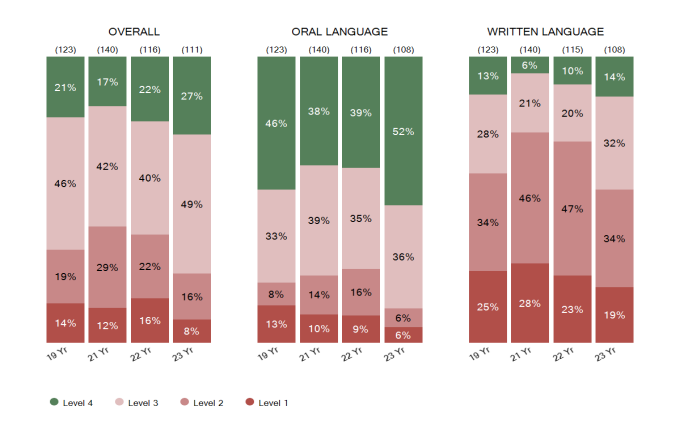 OVERALL ORAL LANGUAGE WRITTEN LANGUAGE
(123) (140) (116) (111) (123) (140) (116) (108) (123) (140) (115) (108)
21% 17% 22% 27% 46% 38% 39% 52% 13% 6% 10% 14%
46% 42% 40% 49% 33% 39% 35% 36% 28% 21% 20% 32%
19% 29% 22% 16% 8% 14% 16% 6% 34% 46% 47% 34%
14% 12% 16% 8% 13% 10% 9% 6% 25% 28% 23% 19%
19 Yr 21 Yr 22 Yr 23 Yr 19 Yr 21 Yr 22 Yr 23 Yr 19 Yr 21 Yr 22 Yr 23 Yr
Level 4 Level 3 Level 2 Level 1